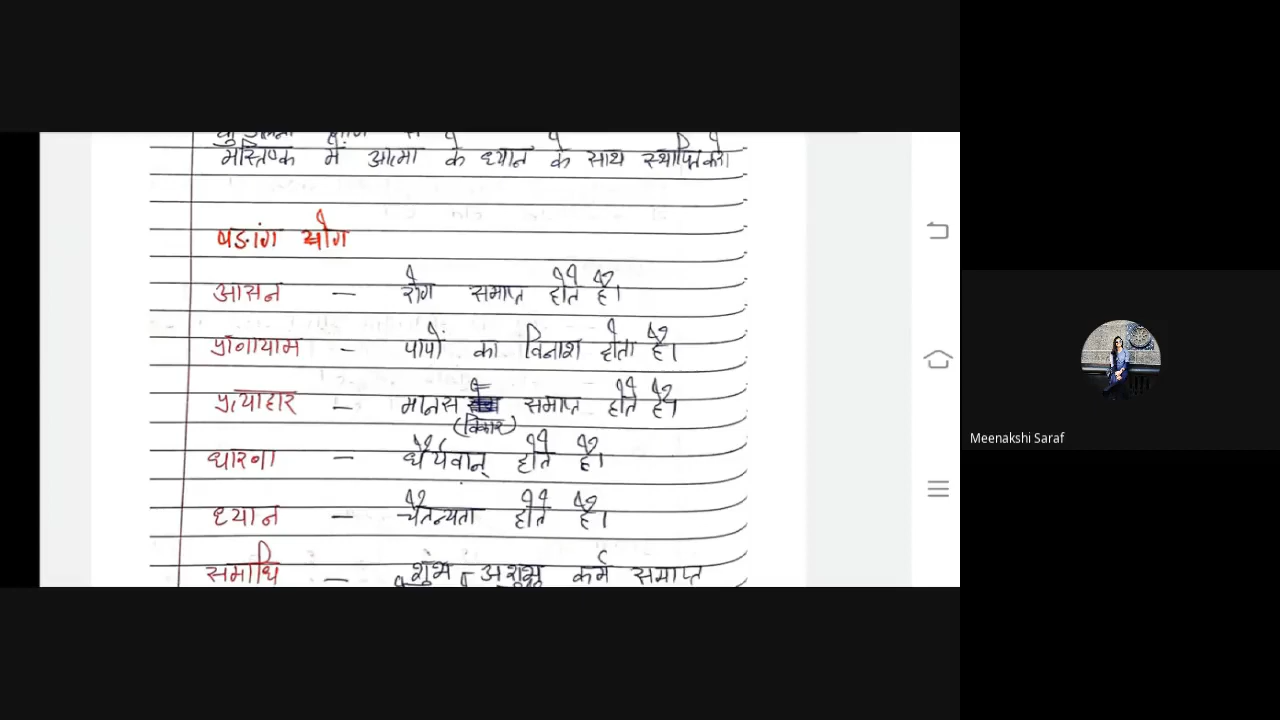 मस्तिष्क में आत्मा के ध्यान के साथ स्थापित करो
षडांग योग
आसन – रोग समाप्त होते है।
प्रानायाम – पापों का विनाश होता है।
प्रत्याहार – मानस समाप्त होते है।
(विकार)
धारणा – धैर्यवान् होते है।
ध्यान – चैतन्यता होते है।
समाधि – शुभ अशुभ कर्म समाप्त
Meenakshi Saraf